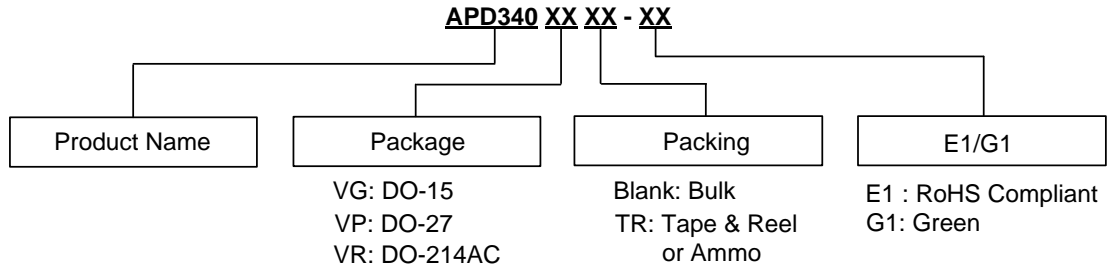 APD340 XX XX - XX
Product Name
Package
Packing
E1/G1
VG: DO-15
VP: DO-27
VR: DO-214AC
Blank: Bulk
TR: Tape & Reel
or Ammo
E1 : RoHS Compliant
G1: Green